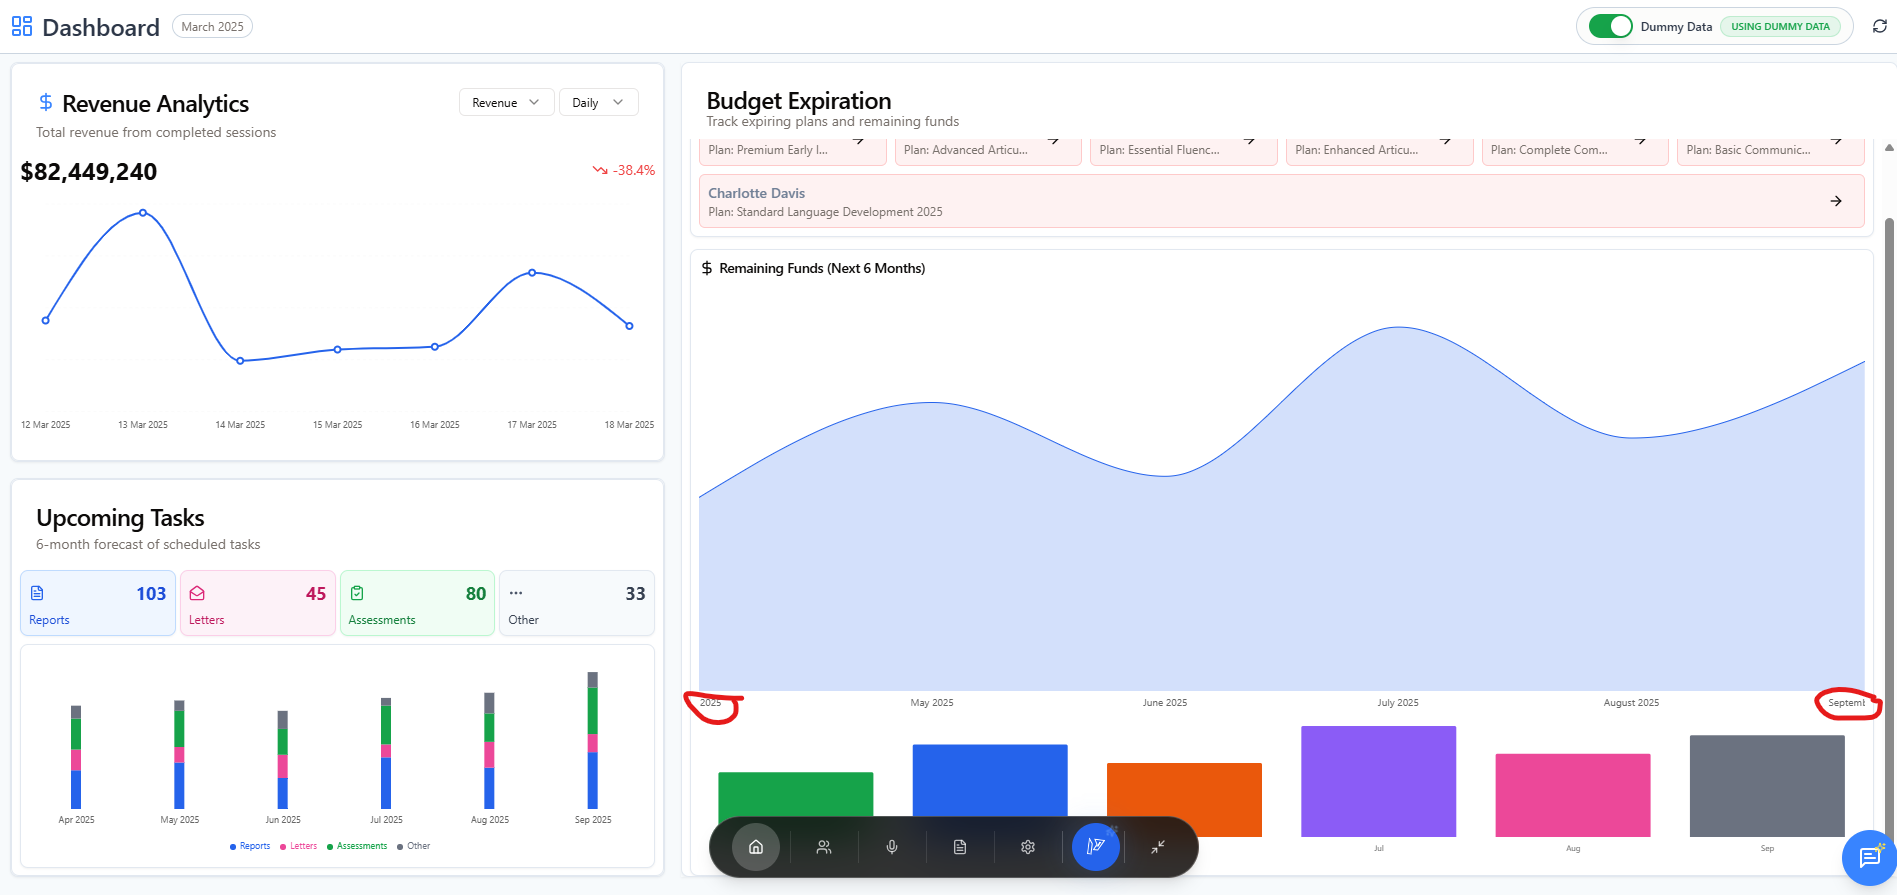 Dashboard
March 2025
Dummy Data
USING DUMMY DATA
Revenue Analytics
Revenue
Daily
Total revenue from completed sessions
$82,449,240
-38.4%
12 Mar 2025
13 Mar 2025
14 Mar 2025
15 Mar 2025
16 Mar 2025
17 Mar 2025
18 Mar 2025
Upcoming Tasks
6-month forecast of scheduled tasks
103
Reports
45
Letters
80
Assessments
33
Other
Apr 2025
May 2025
Jun 2025
Jul 2025
Aug 2025
Sep 2025
Reports
Letters
Assessments
Other
Budget Expiration
Track expiring plans and remaining funds
Plan: Premium Early I...
Plan: Advanced Articu...
Plan: Essential Fluenc...
Plan: Enhanced Articu...
Plan: Complete Com...
Plan: Basic Communic...
Charlotte Davis
Plan: Standard Language Development 2025
$ Remaining Funds (Next 6 Months)
2025
May 2025
June 2025
July 2025
August 2025
Septemb
Jul
Aug
Sep